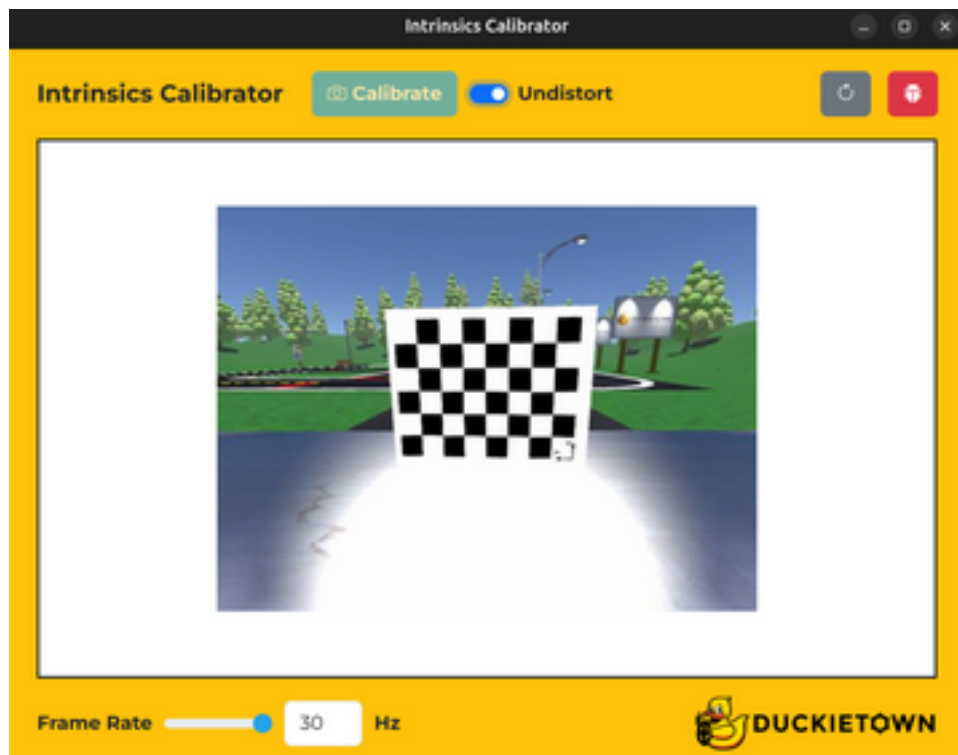 Intrinsics Calibrator
Intrinsics Calibrator
Calibrate
Undistort
Frame Rate
30
Hz
DUCKIETOWN